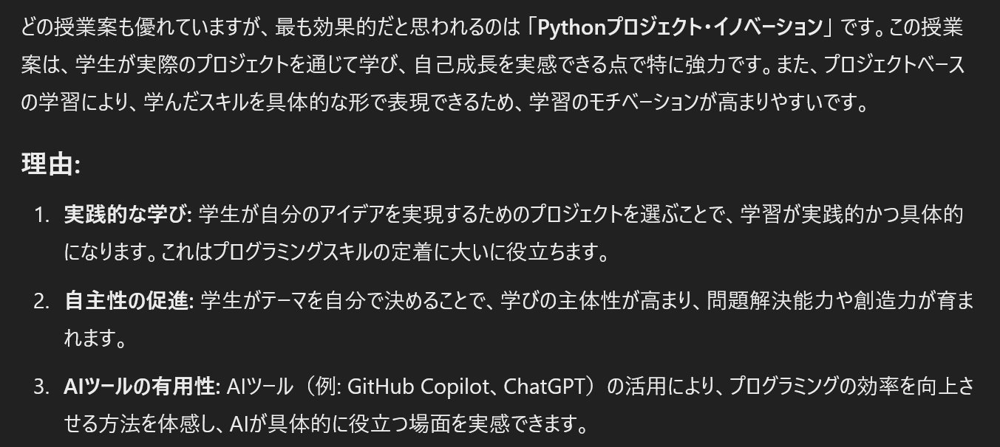 どの授業案も優れていますが、最も効果的だと思われるのは「Pythonプロジェクト・イノベーション」です。この授業
案は、学生が実際のプロジェクトを通じて学び、自己成長を実感できる点で特に強力です。また、プロジェクトベース
の学習により、学んだスキルを具体的な形で表現できるため、学習のモチベーションが高まりやすいです。
理由:
1. 実践的な学び: 学生が自分のアイデアを実現するためのプロジェクトを選ぶことで、学習が実践的かつ具体的
になります。これはプログラミングスキルの定着に大いに役立ちます。
2. 自主性の促進: 学生がテーマを自分で決めることで、学びの主体性が高まり、問題解決能力や創造力が育ま
れます。
3. AIツールの有用性: AIツール（例: GitHub Copilot、ChatGPT）の活用により、プログラミングの効率を向上さ
せる方法を体感し、AIが具体的に役立つ場面を実感できます。